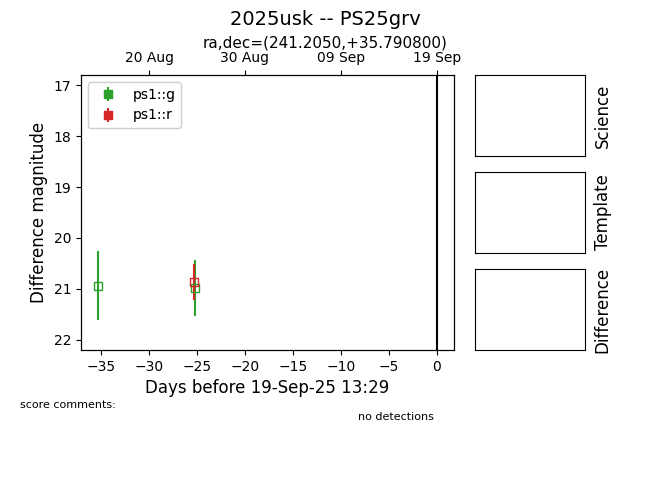 2025usk -- PS25grv
ra,dec=(241.2050,+35.790800)
20 Aug 30 Aug 09 Sep 19 Sep
ps1::g
ps1::r
17
18
19
20
21
22
Difference magnitude
−35 −30 −25 −20 −15 −10 −5 0
Days before 19-Sep-25 13:29
Science
Template
Difference
score comments:
no detections